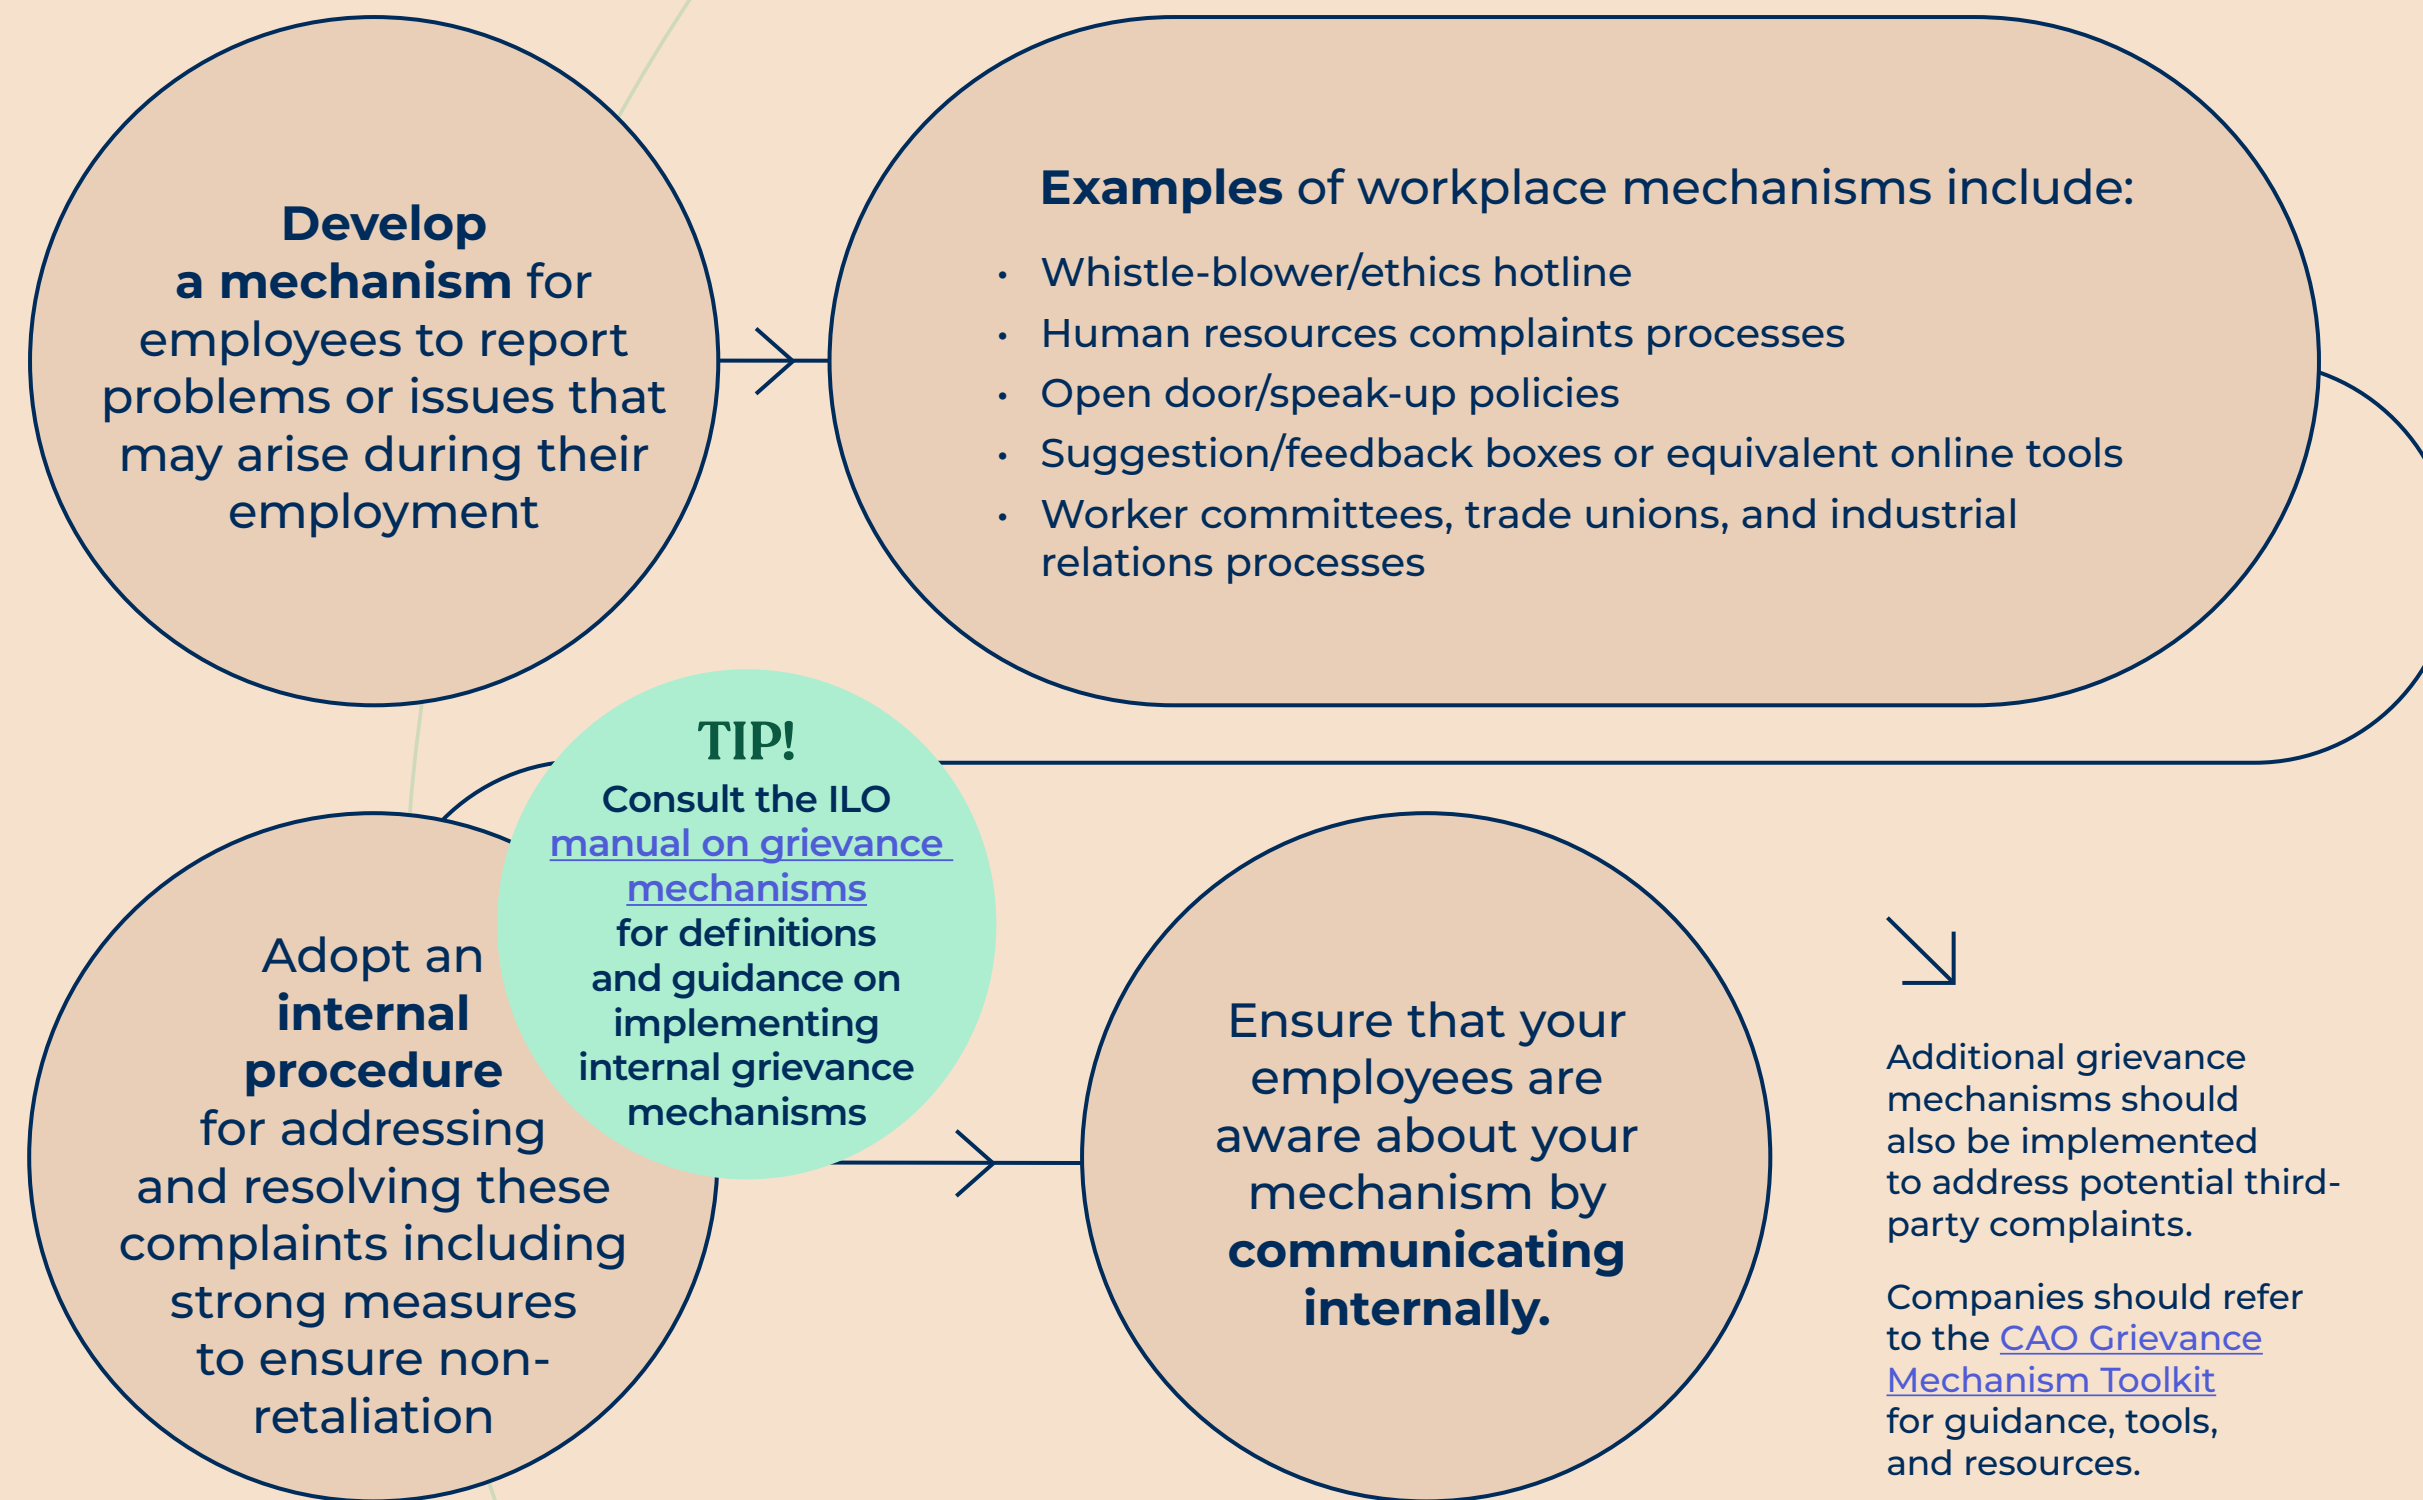 Develop
a mechanism for
employees to report
problems or issues that
may arise during their
employment
Examples of workplace mechanisms include:
• Whistle-blower/ethics hotline
• Human resources complaints processes
• Open door/speak-up policies
• Suggestion/feedback boxes or equivalent online tools
• Worker committees, trade unions, and industrial
relations processes
TIP!
Consult the ILO
manual on grievance
mechanisms
for definitions
and guidance on
implementing
internal grievance
mechanisms
Adopt an
internal
procedure
for addressing
and resolving these
complaints including
strong measures
to ensure non-
retaliation
Ensure that your
employees are
aware about your
mechanism by
communicating
internally.
Additional grievance
mechanisms should
also be implemented
to address potential third-
party complaints.
Companies should refer
to the CAO Grievance
Mechanism Toolkit
for guidance, tools,
and resources.